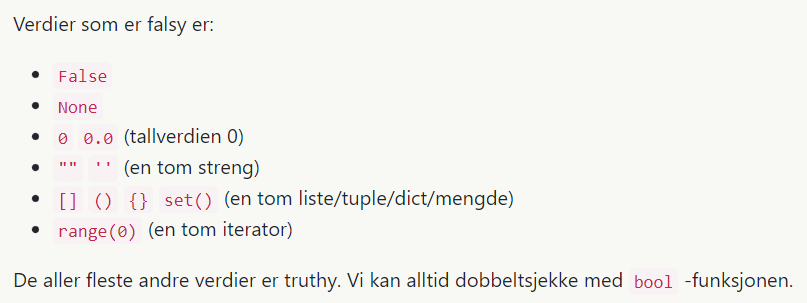 Verdier som er falsy er:
• False
• None
• 0 0.0 (tallverdien 0)
• "" '' (en tom streng)
• [] () {} set() (en tom liste/tuple/dict/mengde)
• range(0) (en tom iterator)
De aller fleste andre verdier er truthy. Vi kan alltid dobbeltsjekke med bool -funksjonen.